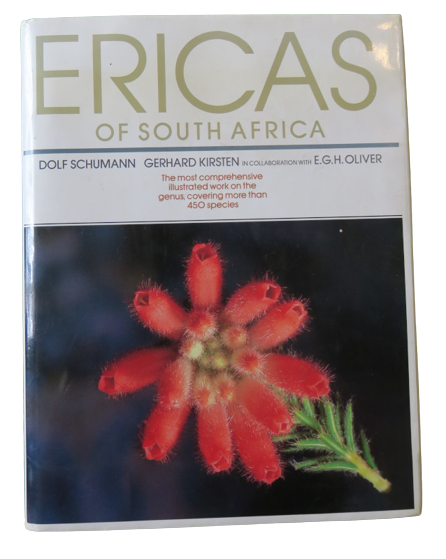 ERICAS
OF SOUTH AFRICA
DOLF SCHUMANN GERHARD KIRSTEN IN COLLABORATION WITH E.G.H. OLIVER
The most comprehensive
illustrated work on the
genus, covering more than
450 species